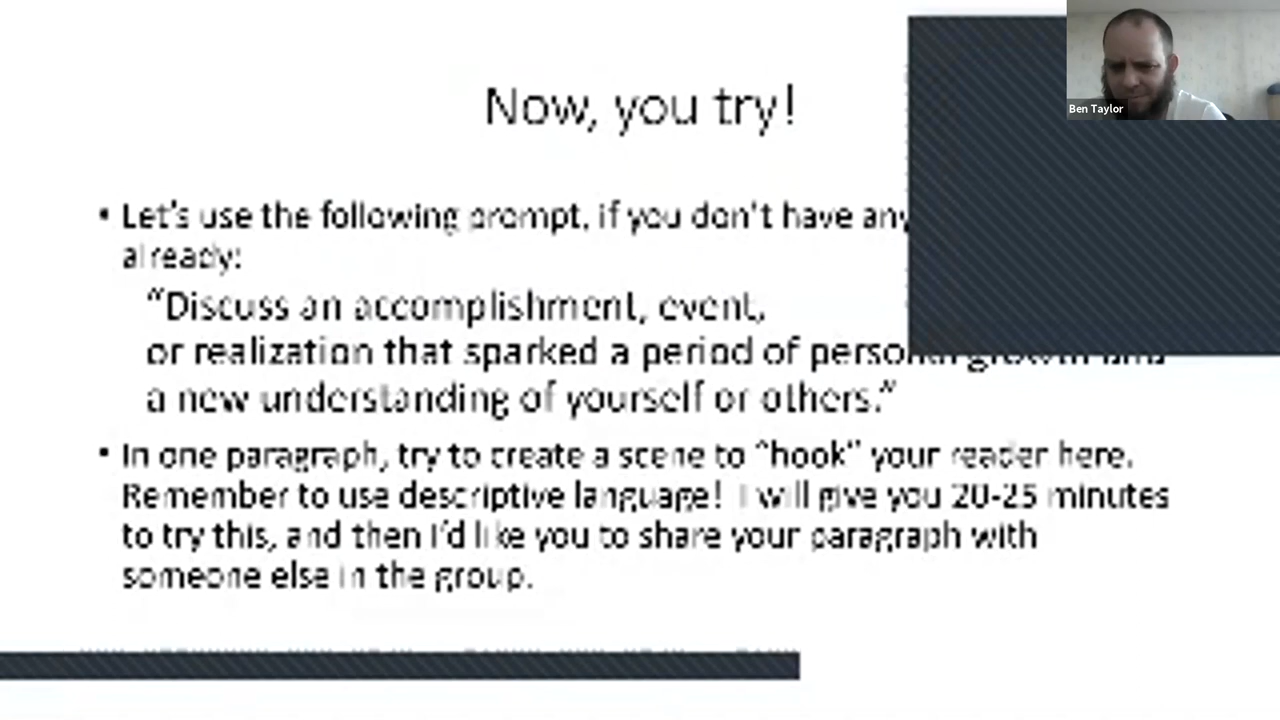 Ben Taylor
Now, you try!
• Let's use the following prompt, if you don't have any
already:
"Discuss an accomplishment, event,
or realization that sparked a period of personal growth and
a new understanding of yourself or others."
• In one paragraph, try to create a scene to "hook" your reader here.
Remember to use descriptive language! I will give you 20-25 minutes
to try this, and then I'd like you to share your paragraph with
someone else in the group.